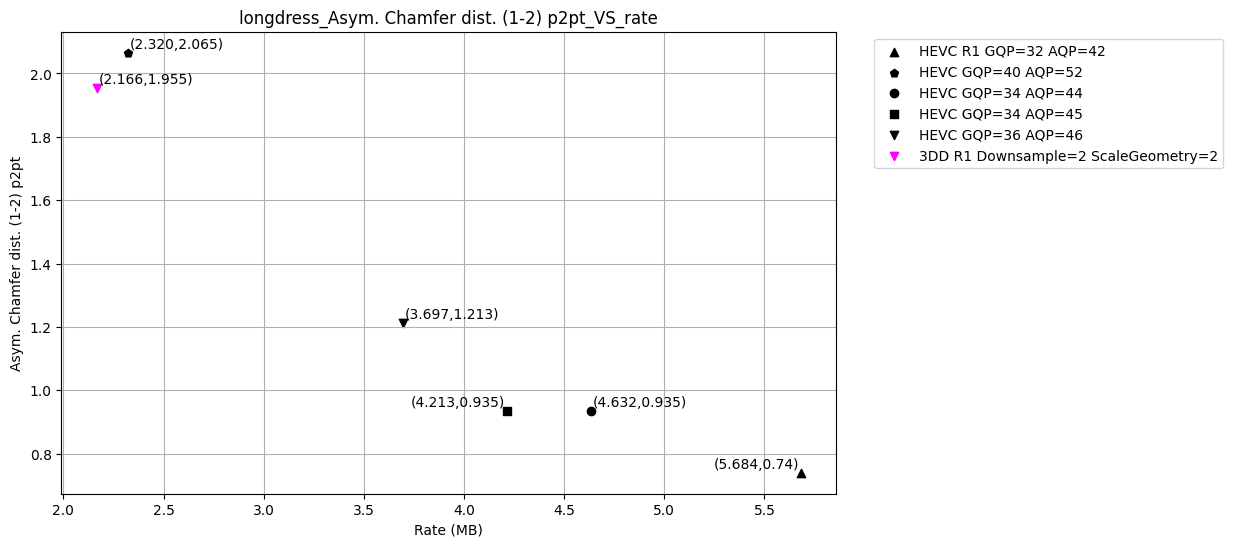 longdress_Asym. Chamfer dist. (1-2) p2pt_VS_rate
(2.320,2.065)
(2.166,1.955)
(3.697,1.213)
(4.213,0.935)
(4.632,0.935)
(5.684,0.74)
2.0
1.8
1.6
1.4
1.2
1.0
0.8
Asym. Chamfer dist. (1-2) p2pt
2.0
2.5
3.0
3.5
4.0
4.5
5.0
5.5
Rate (MB)
HEVC R1 GQP=32 AQP=42
HEVC GQP=40 AQP=52
HEVC GQP=34 AQP=44
HEVC GQP=34 AQP=45
HEVC GQP=36 AQP=46
3DD R1 Downsample=2 ScaleGeometry=2